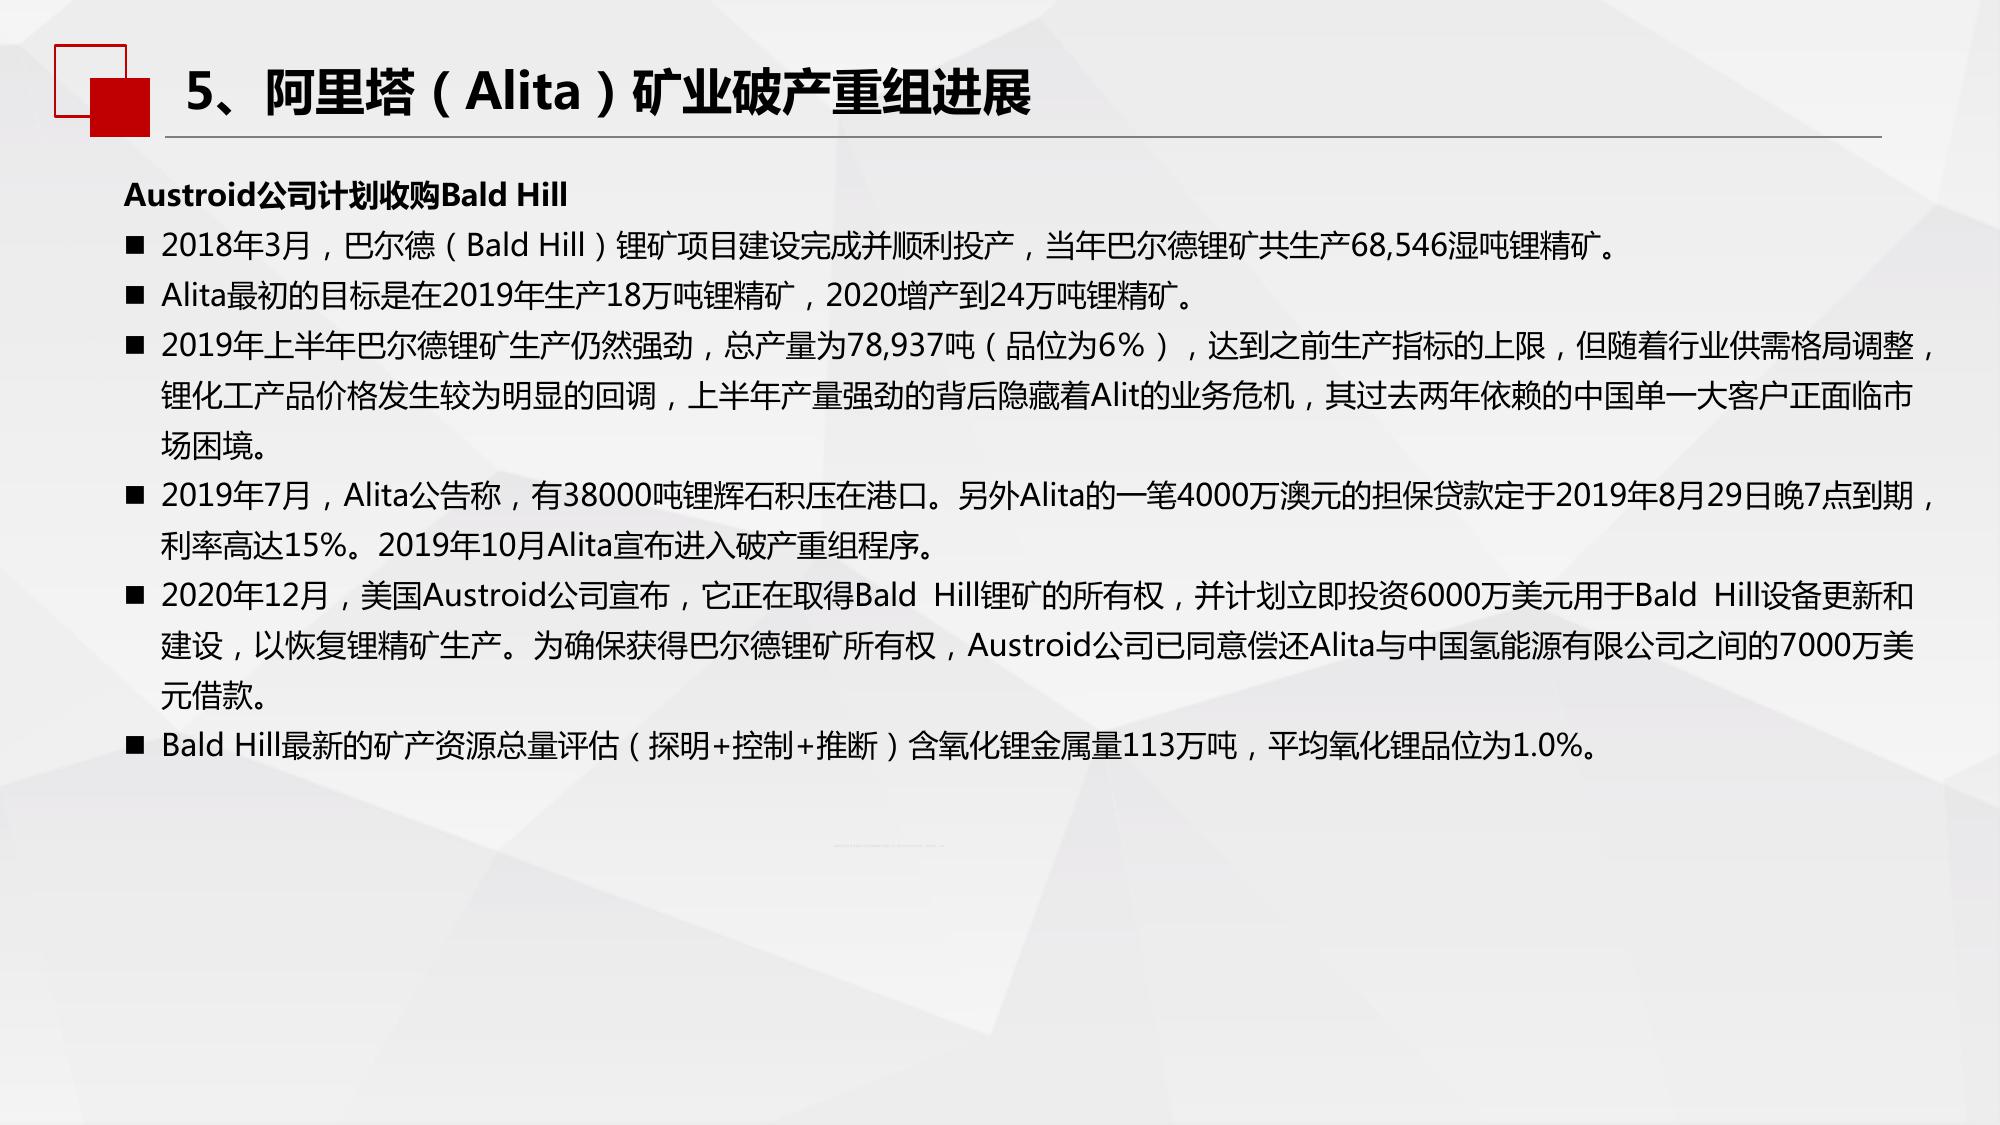 5、阿里塔（Alita）矿业破产重组进展
Austroid公司计划收购Bald Hill
■ 2018年3月，巴尔德（Bald Hill）锂矿项目建设完成并顺利投产，当年巴尔德锂矿共生产68,546湿吨锂精矿。
■ Alita最初的目标是在2019年生产18万吨锂精矿，2020增产到24万吨锂精矿。
■ 2019年上半年巴尔德锂矿生产仍然强劲，总产量为78,937吨（品位为6%），达到之前生产指标的上限，但随着行业供需格局调整，
锂化工产品价格发生较为明显的回调，上半年产量强劲的背后隐藏着Alit的业务危机，其过去两年依赖的中国单一大客户正面临市
场困境。
■ 2019年7月，Alita公告称，有38000吨锂辉石积压在港口。另外Alita的一笔4000万澳元的担保贷款定于2019年8月29日晚7点到期，
利率高达15%。2019年10月Alita宣布进入破产重组程序。
■ 2020年12月，美国Austroid公司宣布，它正在取得Bald Hill锂矿的所有权，并计划立即投资6000万美元用于Bald Hill设备更新和
建设，以恢复锂精矿生产。为确保获得巴尔德锂矿所有权，Austroid公司已同意偿还Alita与中国氢能源有限公司之间的7000万美
元借款。
■ Bald Hill最新的矿产资源总量评估（探明+控制+推断）含氧化锂金属量113万吨，平均氧化锂品位为1.0%。